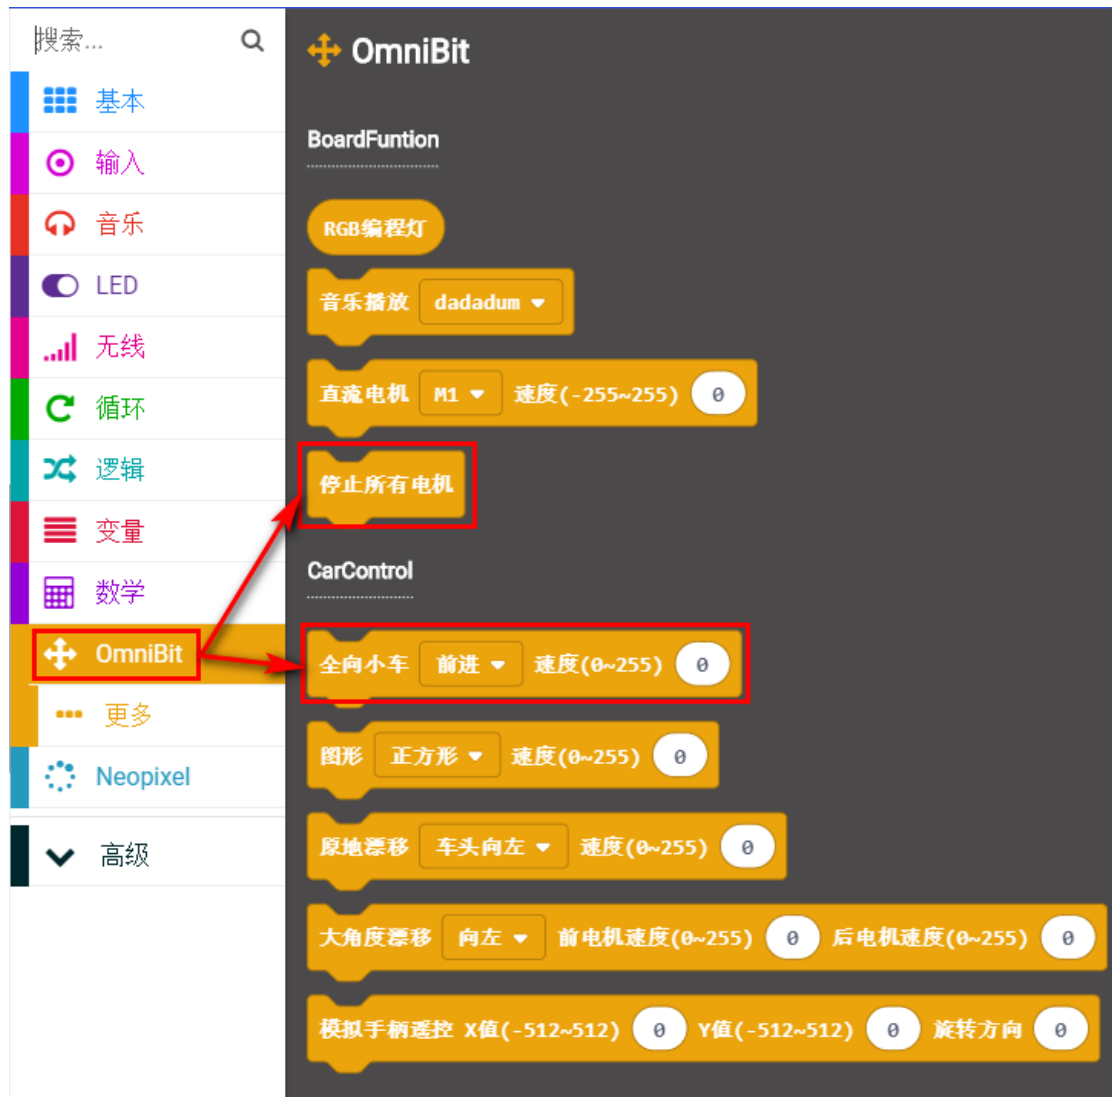 搜索...
基本
输入
音乐
LED
无线
循环
逻辑
变量
数学
OmniBit
更多
Neopixel
高级
OmniBit
BoardFuntion
RGB编程灯
音乐播放 dadadum
直流电机 M1 速度(-255~255) 0
停止所有电机
CarControl
全向小车 前进 速度(0~255) 0
图形 正方形 速度(0~255) 0
原地漂移 车头向左 速度(0~255) 0
大角度漂移 向左 前电机速度(0~255) 0 后电机速度(0~255) 0
模拟手柄遥控 X值(-512~512) 0 Y值(-512~512) 0 旋转方向 0